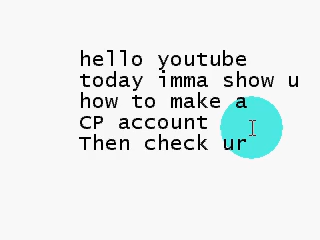 hello youtube
today imma show u
how to make a
CP account
Then check ur